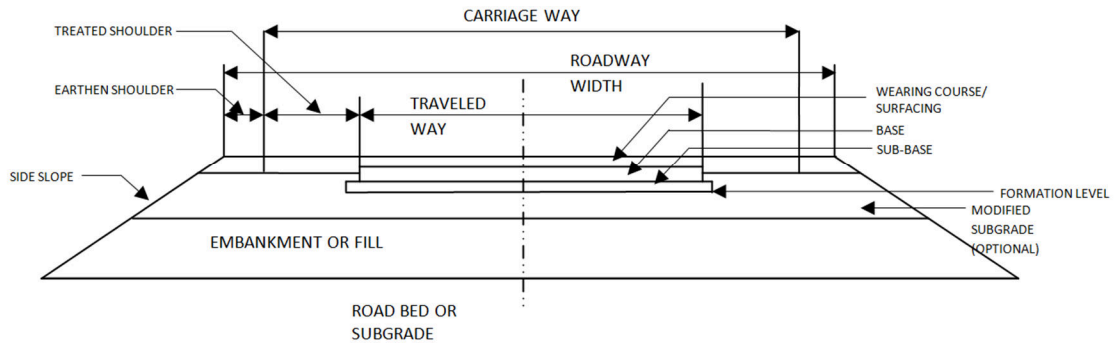 CARRIAGE WAY
TREATED SHOULDER
ROADWAY
WIDTH
EARTHEN SHOULDER
TRAVELED
WAY
WEARING COURSE/
SURFACING
BASE
SUB-BASE
SIDE SLOPE
FORMATION LEVEL
MODIFIED
SUBGRADE
(OPTIONAL)
EMBANKMENT OR FILL
ROAD BED OR
SUBGRADE